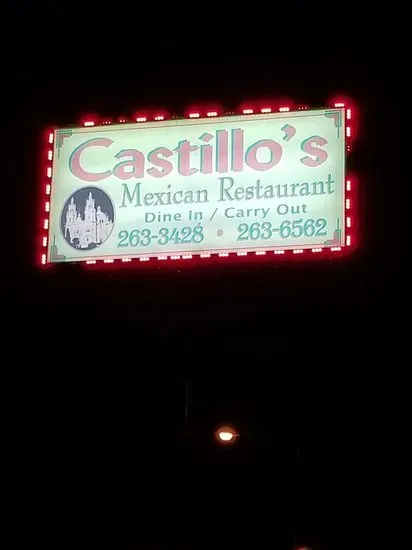 Castillo's
Mexican Restaurant
Dine In / Carry Out
263-3428 • 263-6562